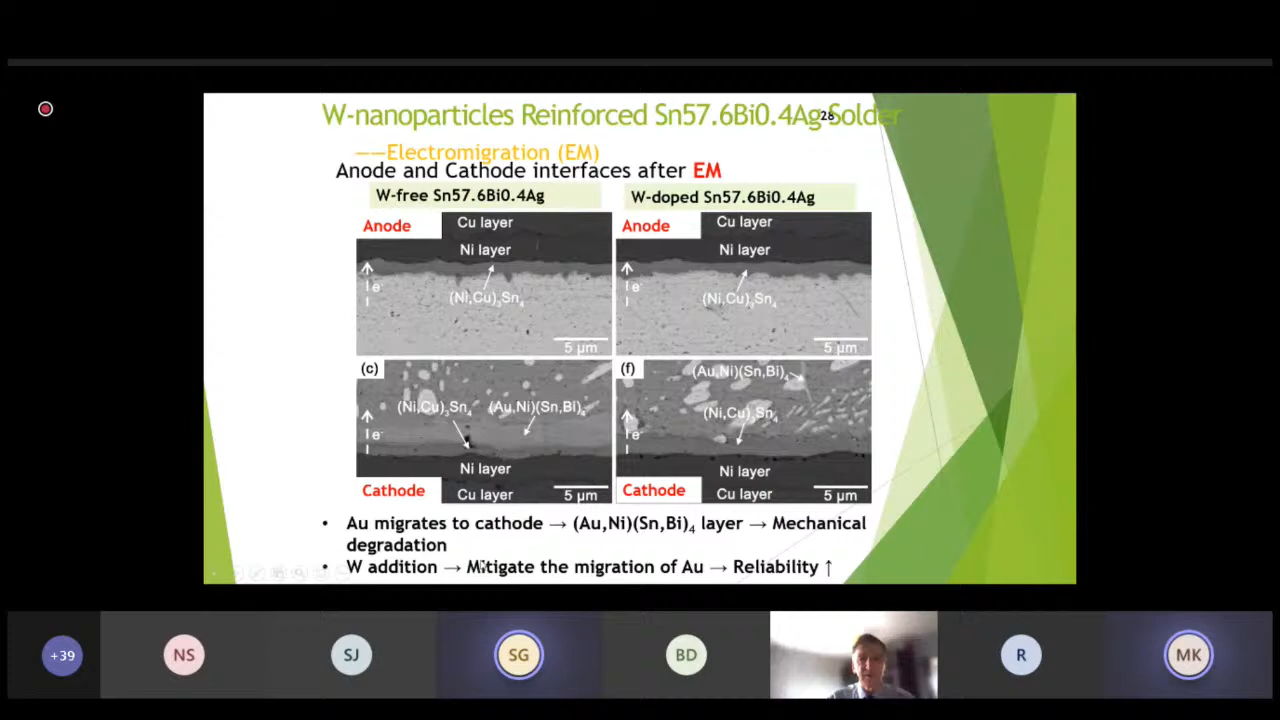 W-nanoparticles Reinforced Sn57.6Bi0.4Ag Solder
28
——Electromigration (EM)
Anode and Cathode interfaces after EM
W-free Sn57.6Bi0.4Ag
W-doped Sn57.6Bi0.4Ag
Anode
Cu layer
Ni layer
e-
(Ni,Cu)3Sn4
5 µm
Anode
Cu layer
Ni layer
e-
(Ni,Cu)3Sn4
5 µm
(c)
(Ni,Cu)3Sn4
(Au,Ni)(Sn,Bi)4
e-
Ni layer
Cathode
Cu layer
5 µm
(f)
(Au,Ni)(Sn,Bi)4
(Ni,Cu)3Sn4
e-
Ni layer
Cathode
Cu layer
5 µm
• Au migrates to cathode → (Au,Ni)(Sn,Bi)4 layer → Mechanical
degradation
• W addition → Mitigate the migration of Au → Reliability ↑
+39
NS
SJ
SG
BD
R
MK